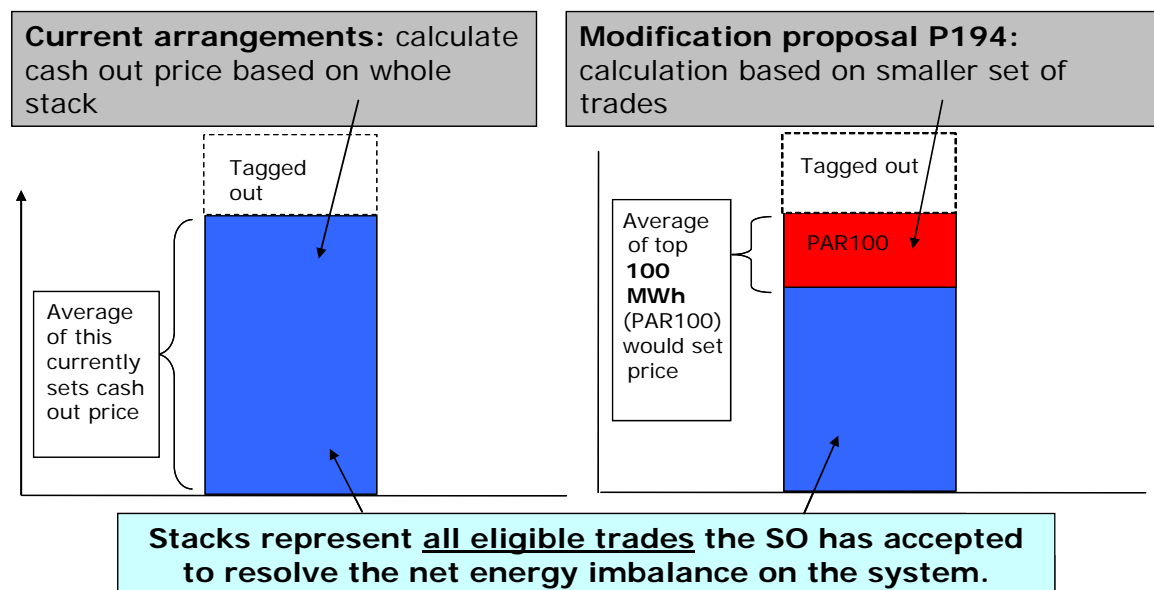 Current arrangements: calculate
cash out price based on whole
stack
Modification proposal P194:
calculation based on smaller set of
trades
Tagged
out
Average
of this
currently
sets cash
out price
Tagged out
Average
of top
100
MWh
(PAR100)
would set
price
PAR100
Stacks represent all eligible trades the SO has accepted
to resolve the net energy imbalance on the system.